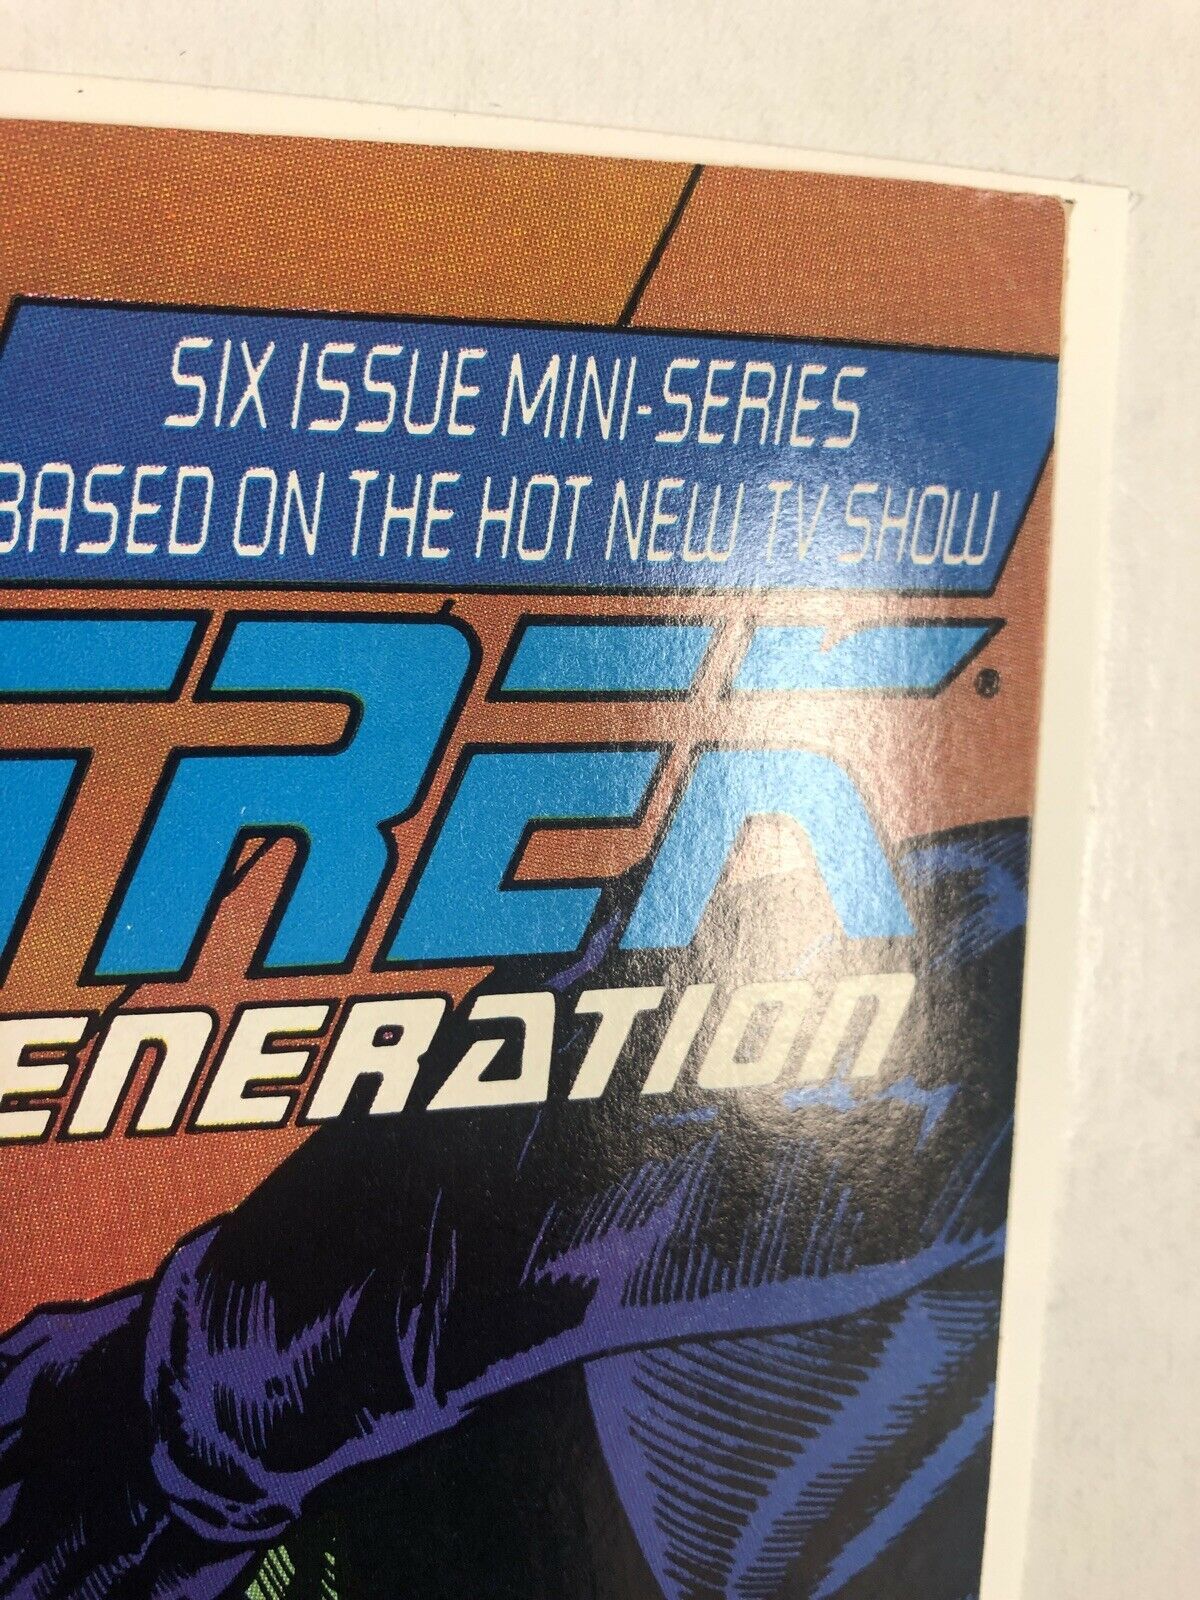 SIX ISSUE MINI-SERIES
BASED ON THE HOT NEW TV SHOW
TREK®
ENERATION